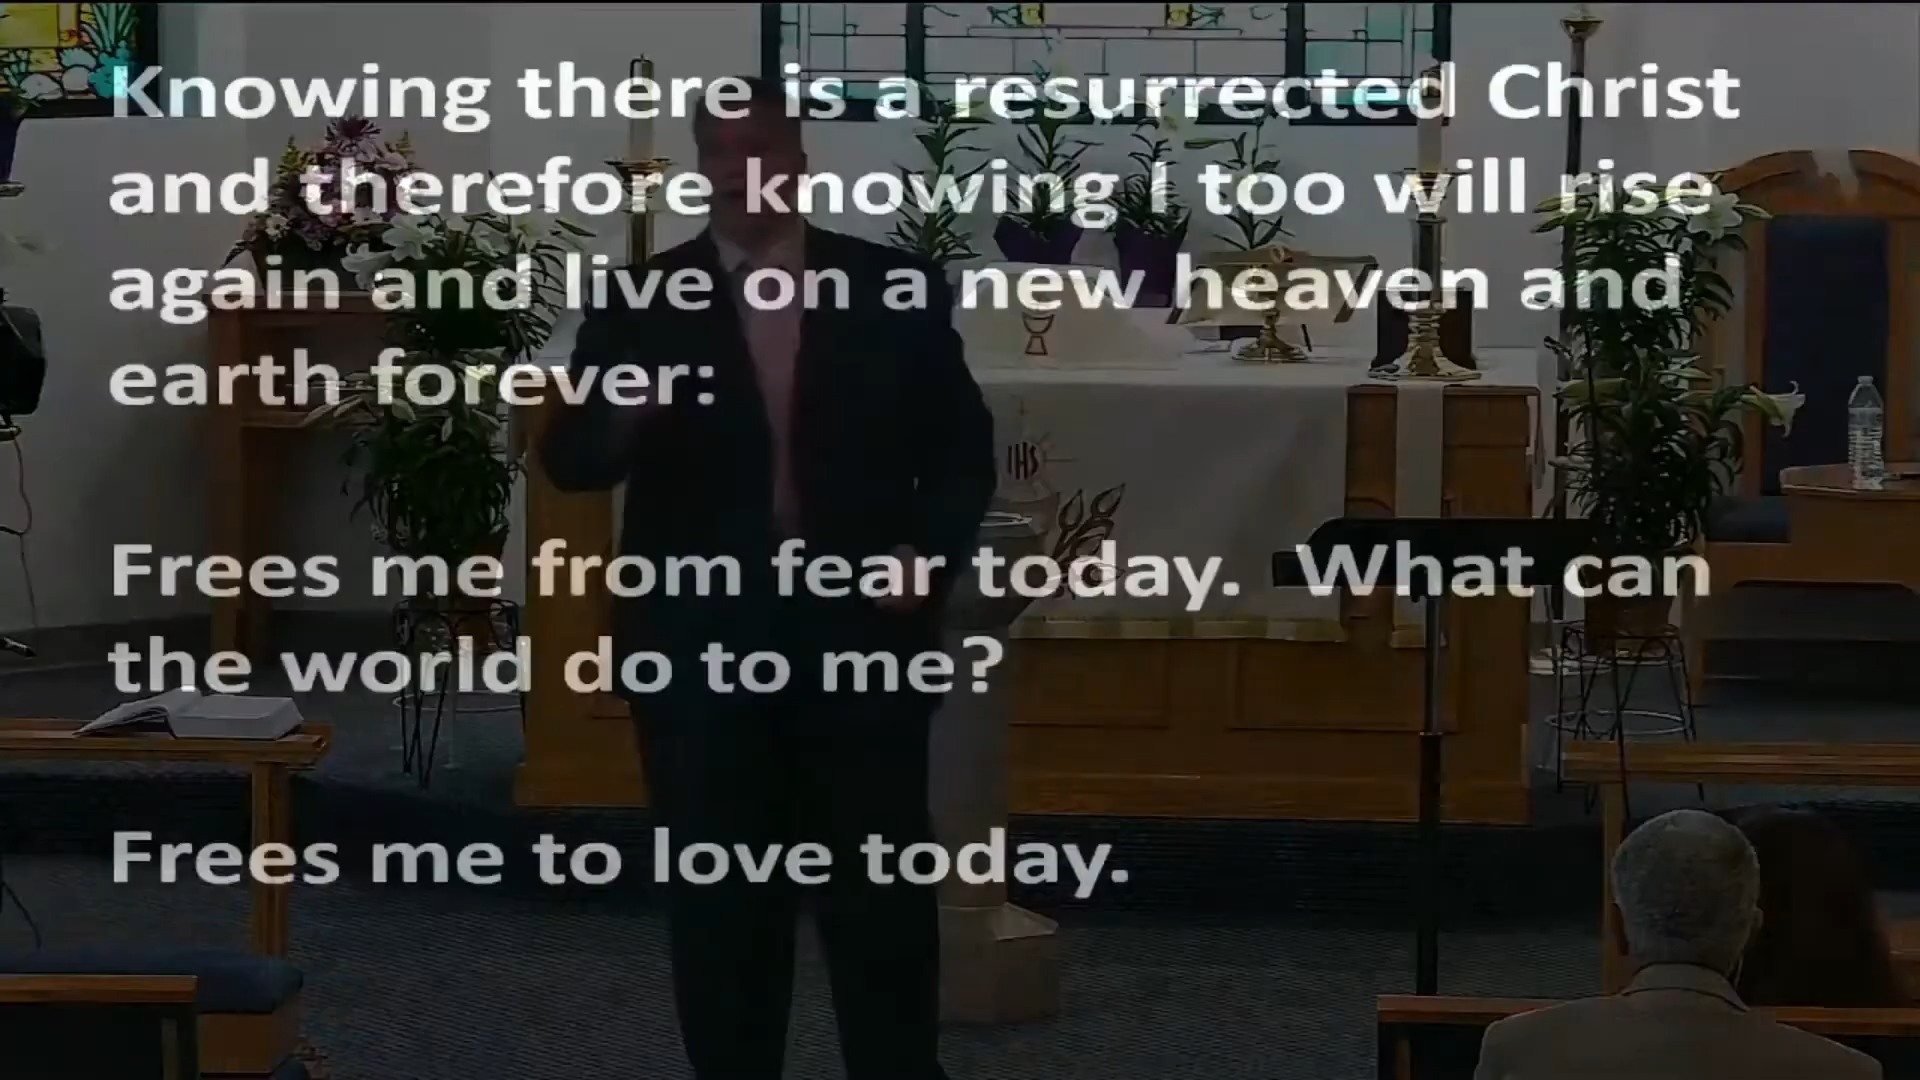 Knowing there is a resurrected Christ
and therefore knowing I too will rise
again and live on a new heaven and
earth forever:
Frees me from fear today.  What can
the world do to me?
Frees me to love today.
IHS